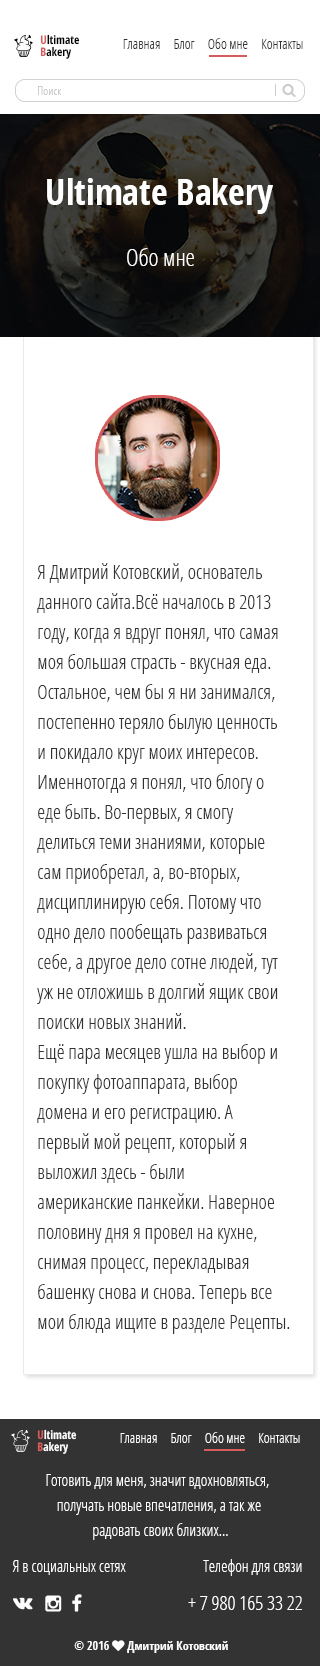 Ultimate
Bakery
Главная Блог Обо мне Контакты
Поиск
Ultimate Bakery
Обо мне
Я Дмитрий Котовский, основатель
данного сайта.Всё началось в 2013
году, когда я вдруг понял, что самая
моя большая страсть - вкусная еда.
Остальное, чем бы я ни занимался,
постепенно теряло былую ценность
и покидало круг моих интересов.
Именнотогда я понял, что блогу о
еде быть. Во-первых, я смогу
делиться теми знаниями, которые
сам приобретал, а, во-вторых,
дисциплинирую себя. Потому что
одно дело пообещать развиваться
себе, а другое дело сотне людей, тут
уж не отложишь в долгий ящик свои
поиски новых знаний.
Ещё пара месяцев ушла на выбор и
покупку фотоаппарата, выбор
домена и его регистрацию. А
первый мой рецепт, который я
выложил здесь - были
американские панкейки. Наверное
половину дня я провел на кухне,
снимая процесс, перекладывая
башенку снова и снова. Теперь все
мои блюда ищите в разделе Рецепты.
Ultimate
Bakery
Главная Блог Обо мне Контакты
Готовить для меня, значит вдохновляться,
получать новые впечатления, а так же
радовать своих близких...
Я в социальных сетях Телефон для связи
+ 7 980 165 33 22
© 2016 Дмитрий Котовский